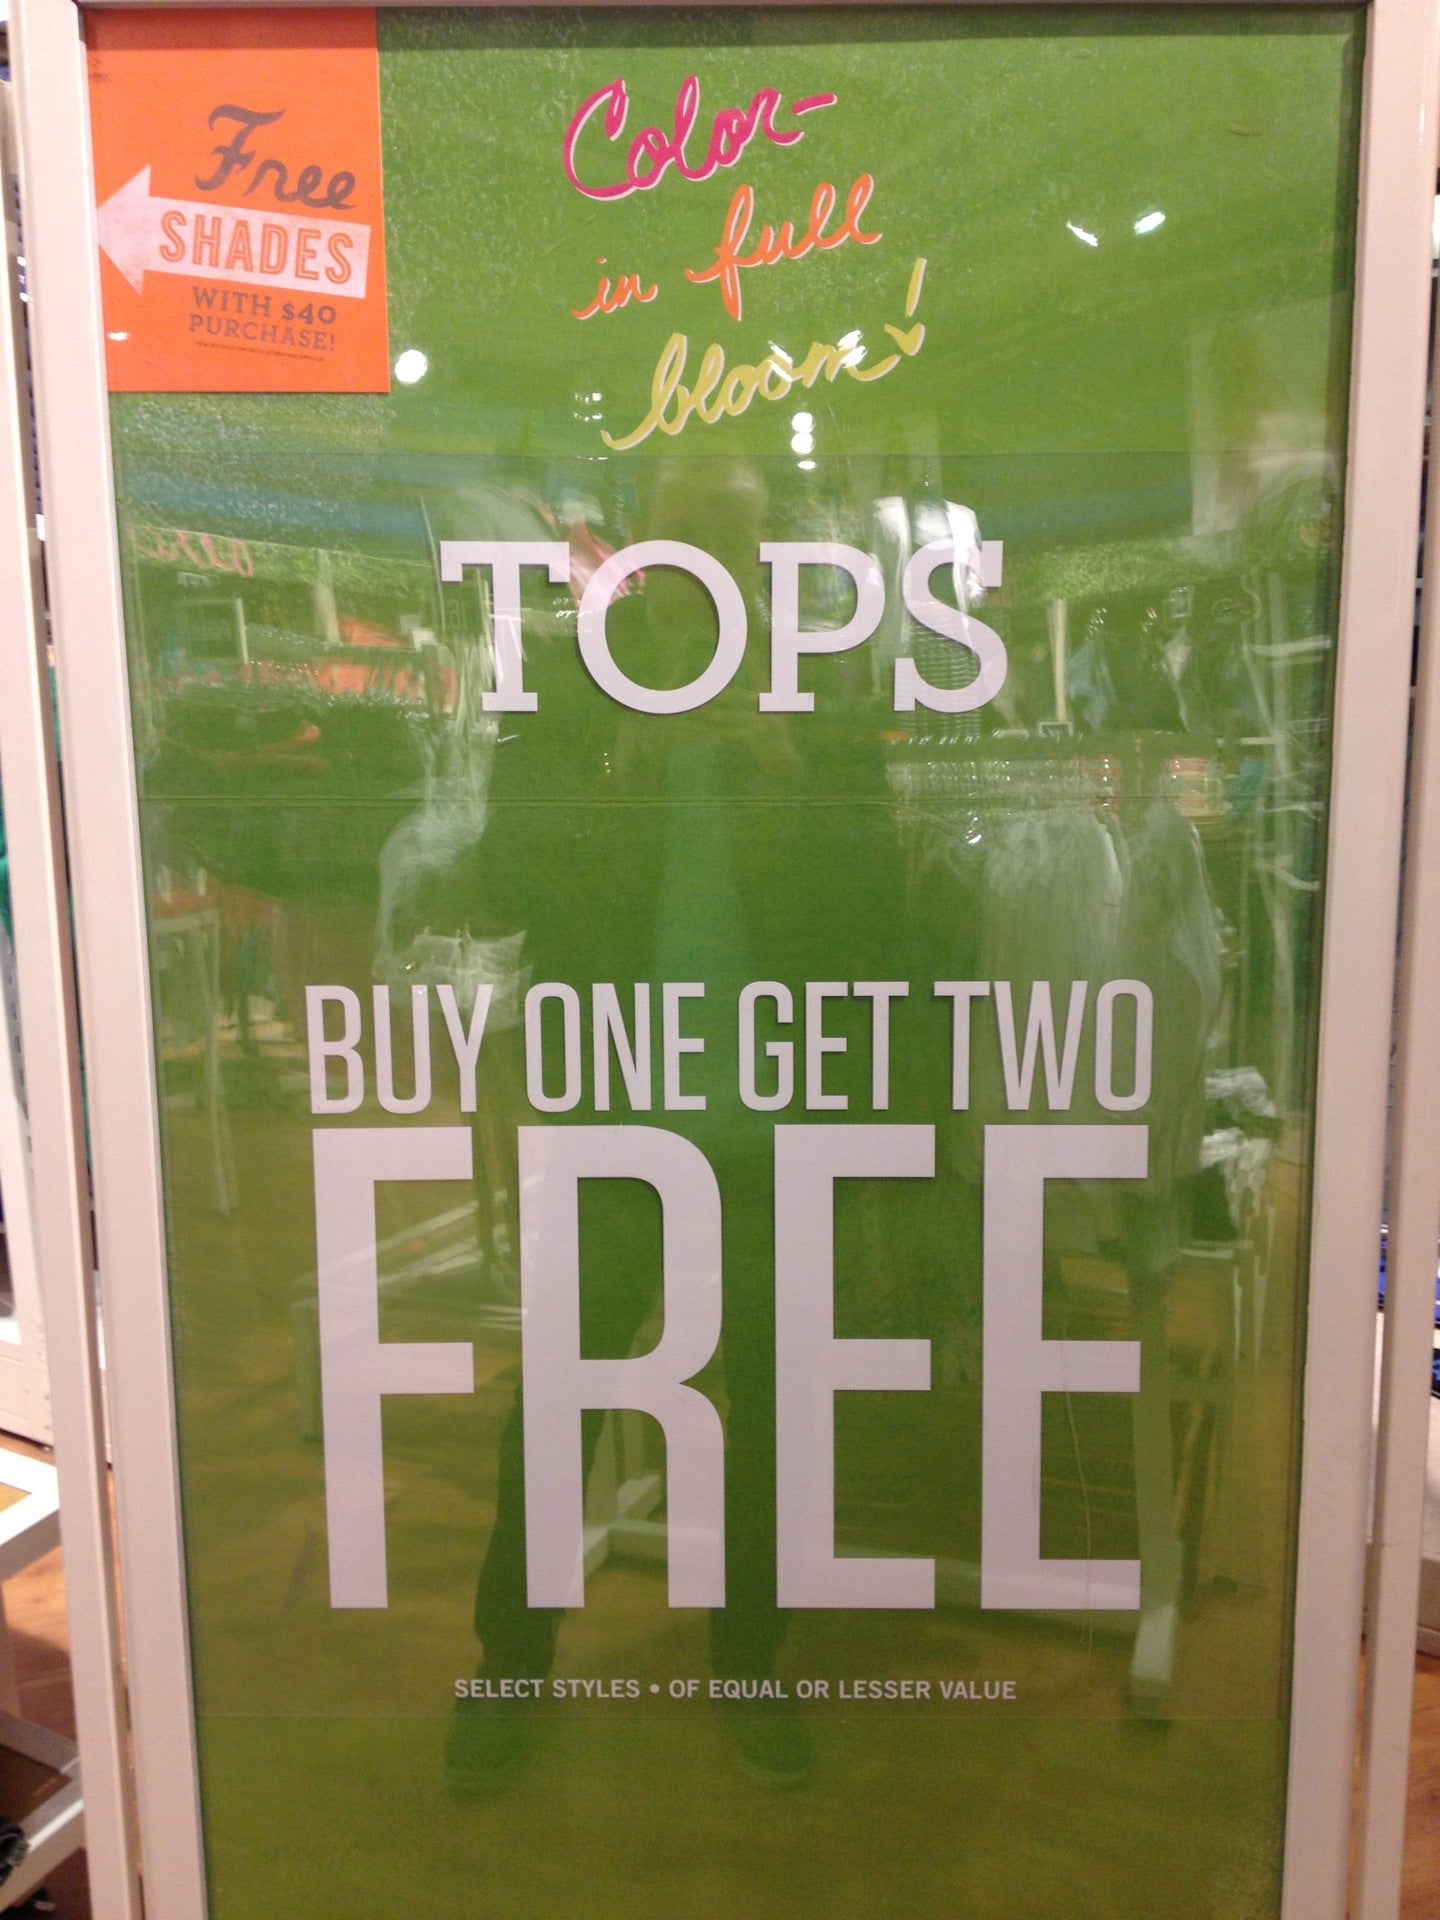 Free
SHADES
WITH $40
PURCHASE!
Color-
in full
bloom!
TOPS
BUY ONE GET TWO
FREE
SELECT STYLES • OF EQUAL OR LESSER VALUE